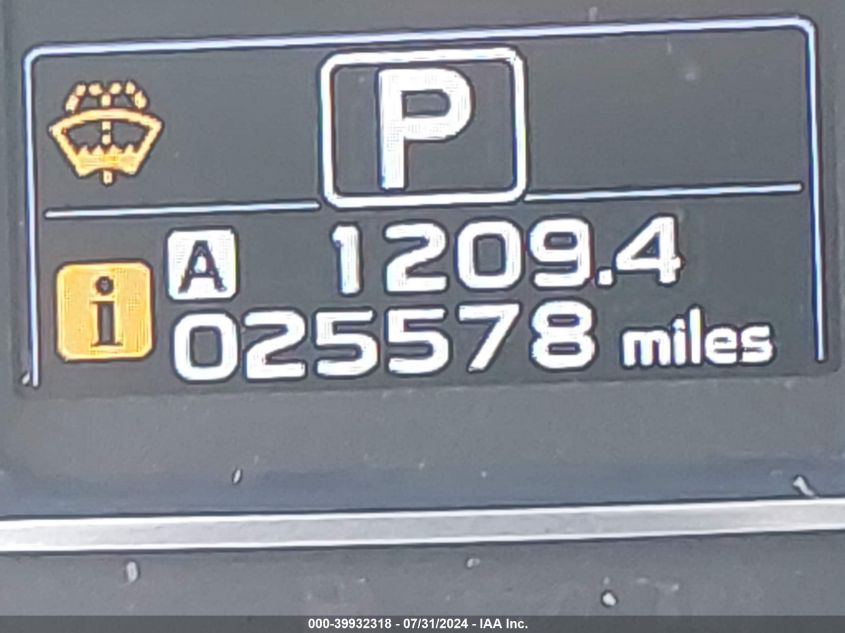 P
A 1209.4
i
025578 miles
000-39932318 - 07/31/2024 - IAA Inc.